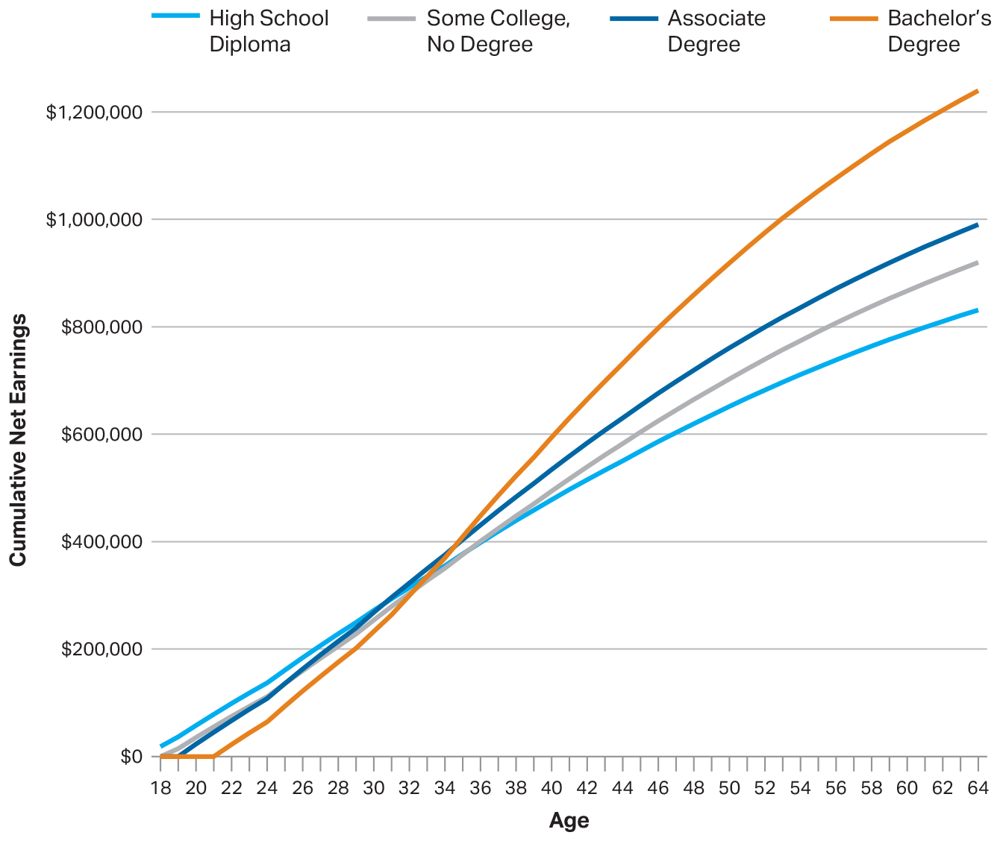 High School
Diploma
Some College,
No Degree
Associate
Degree
Bachelor’s
Degree
$1,200,000
$1,000,000
$800,000
$600,000
$400,000
$200,000
$0
Cumulative Net Earnings
18 20 22 24 26 28 30 32 34 36 38 40 42 44 46 48 50 52 54 56 58 60 62 64
Age